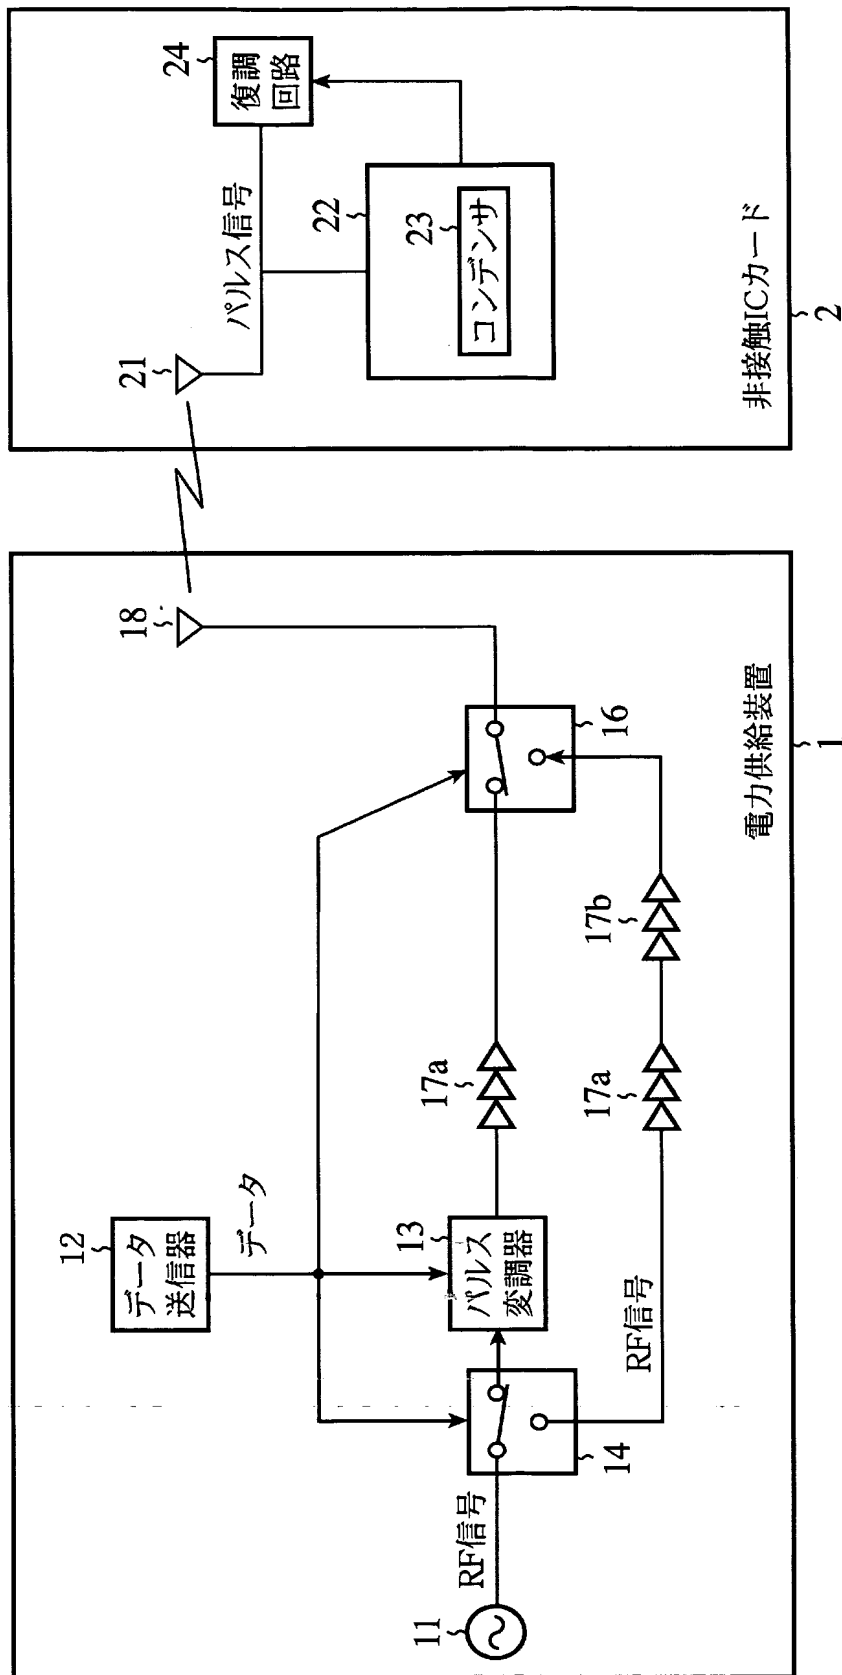 11
RF信号
14
12
データ
送信器
データ
13
パルス
変調器
RF信号
17a
17a
17b
16
18
電力供給装置
1
21
パルス信号
22
23
コンデンサ
24
復調
回路
非接触ICカード
2